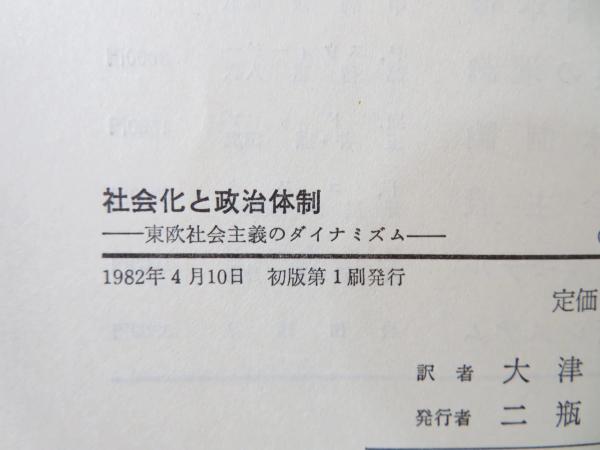 社会化と政治体制
——東欧社会主義のダイナミズム——
1982年4月10日　初版第1刷発行
定価
訳者　大津
発行者　二瓶